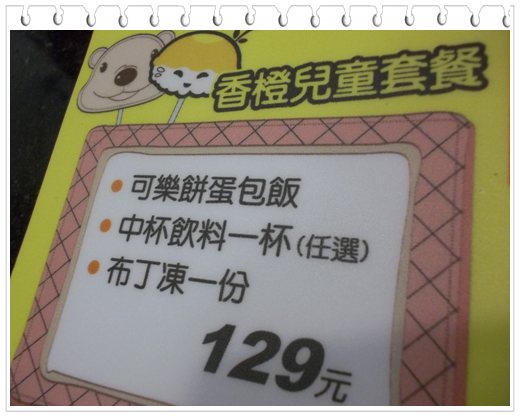 香橙兒童套餐
可樂餅蛋包飯
中杯飲料一杯(任選)
布丁凍一份
129元